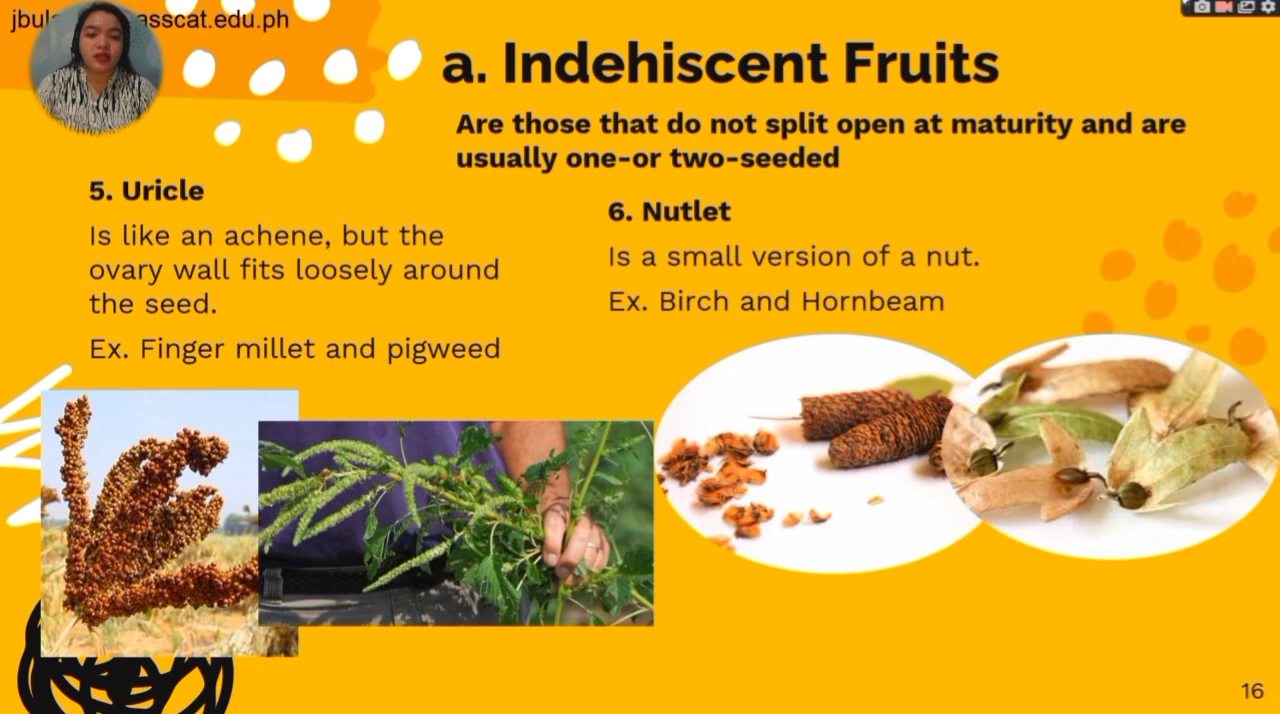 asscat.edu.ph
a. Indehiscent Fruits
Are those that do not split open at maturity and are
usually one-or two-seeded
5. Uricle
Is like an achene, but the
ovary wall fits loosely around
the seed.
Ex. Finger millet and pigweed
6. Nutlet
Is a small version of a nut.
Ex. Birch and Hornbeam
16